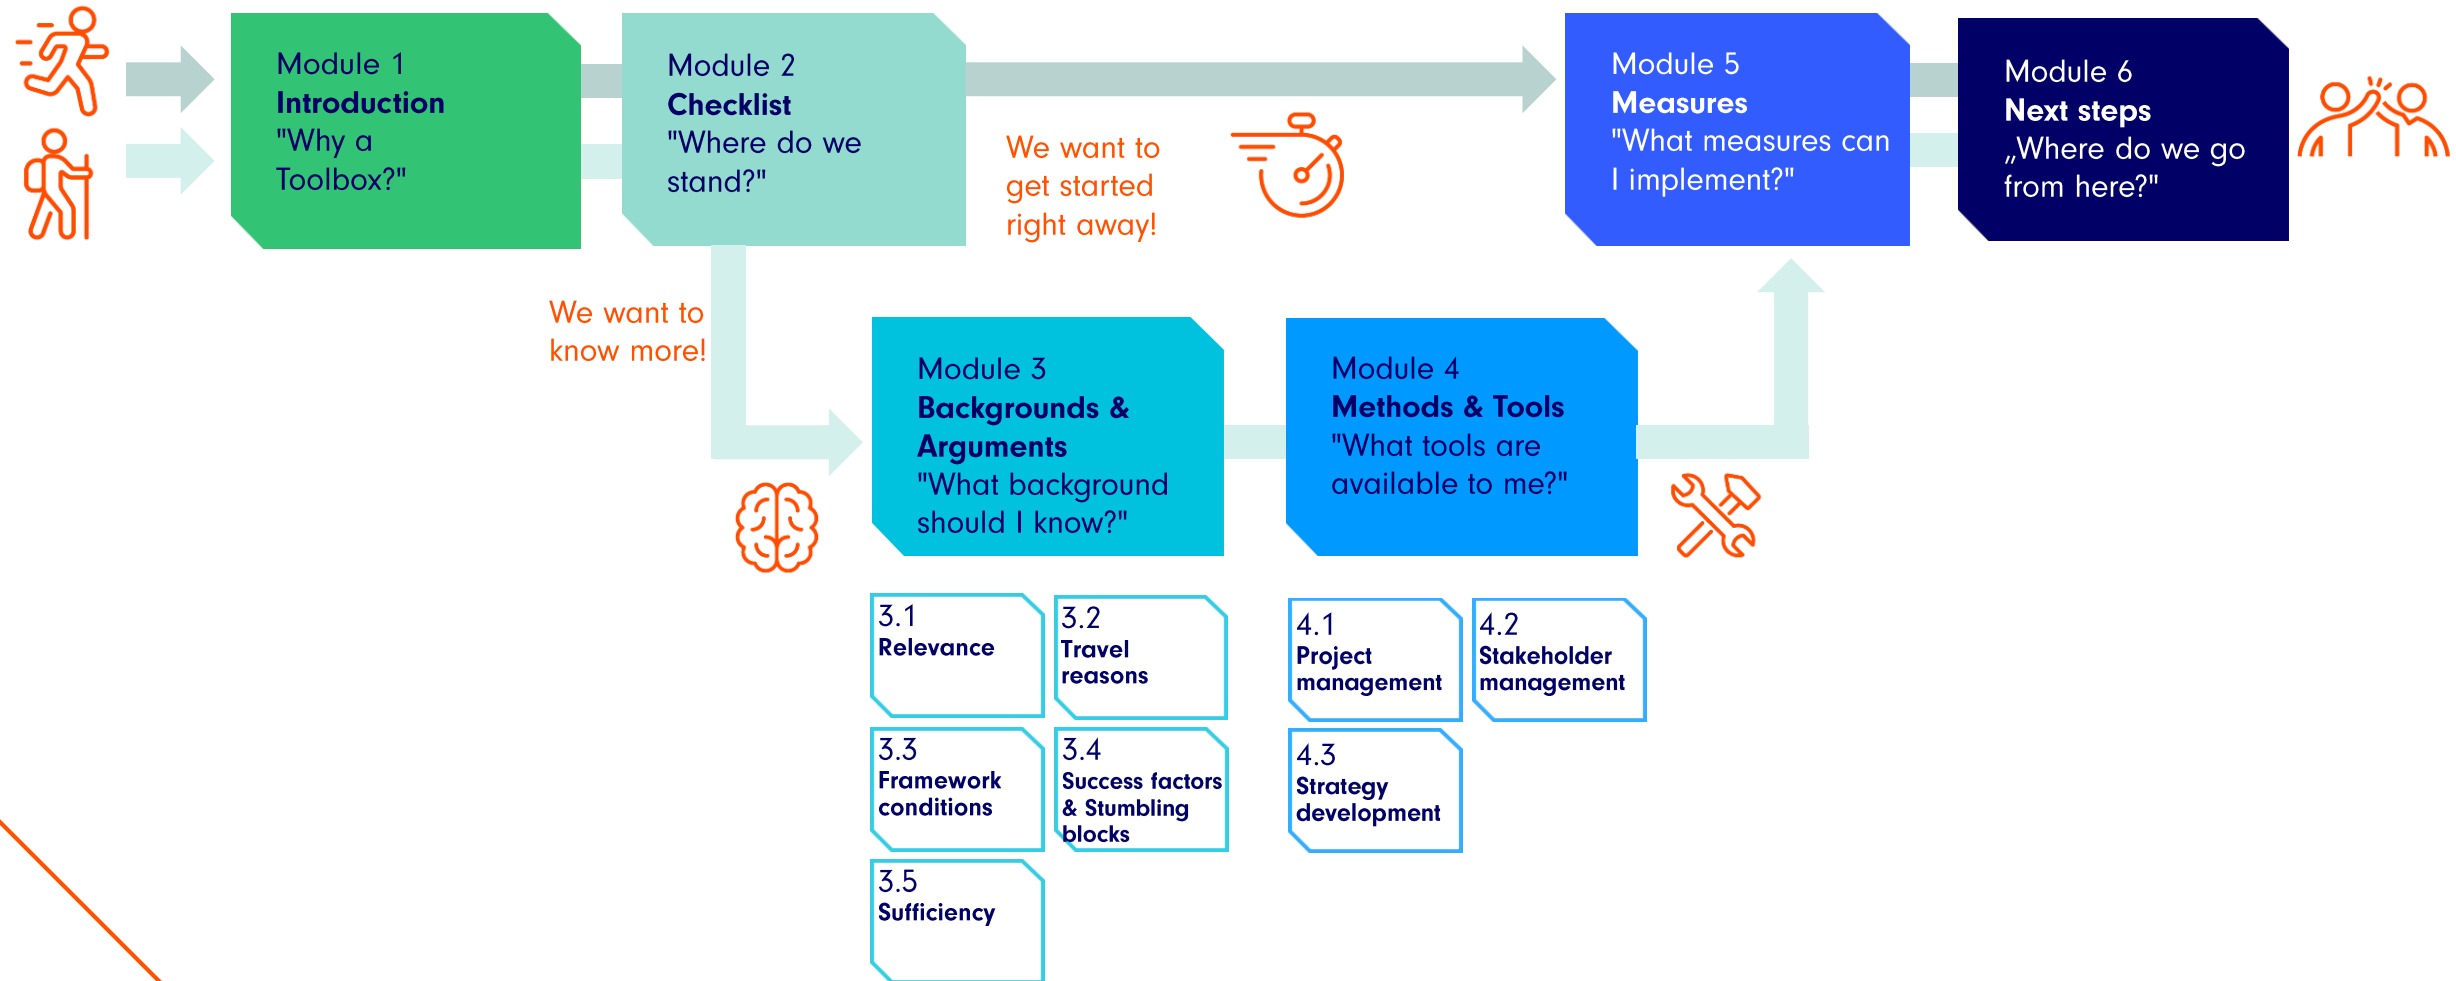 Module 1
Introduction
"Why a
Toolbox?"
Module 2
Checklist
"Where do we
stand?"
We want to
get started
right away!
Module 5
Measures
"What measures can
I implement?"
Module 6
Next steps
„Where do we go
from here?"
We want to
know more!
Module 3
Backgrounds &
Arguments
"What background
should I know?"
Module 4
Methods & Tools
"What tools are
available to me?"
3.1
Relevance
3.2
Travel
reasons
3.3
Framework
conditions
3.4
Success factors
& Stumbling
blocks
3.5
Sufficiency
4.1
Project
management
4.2
Stakeholder
management
4.3
Strategy
development